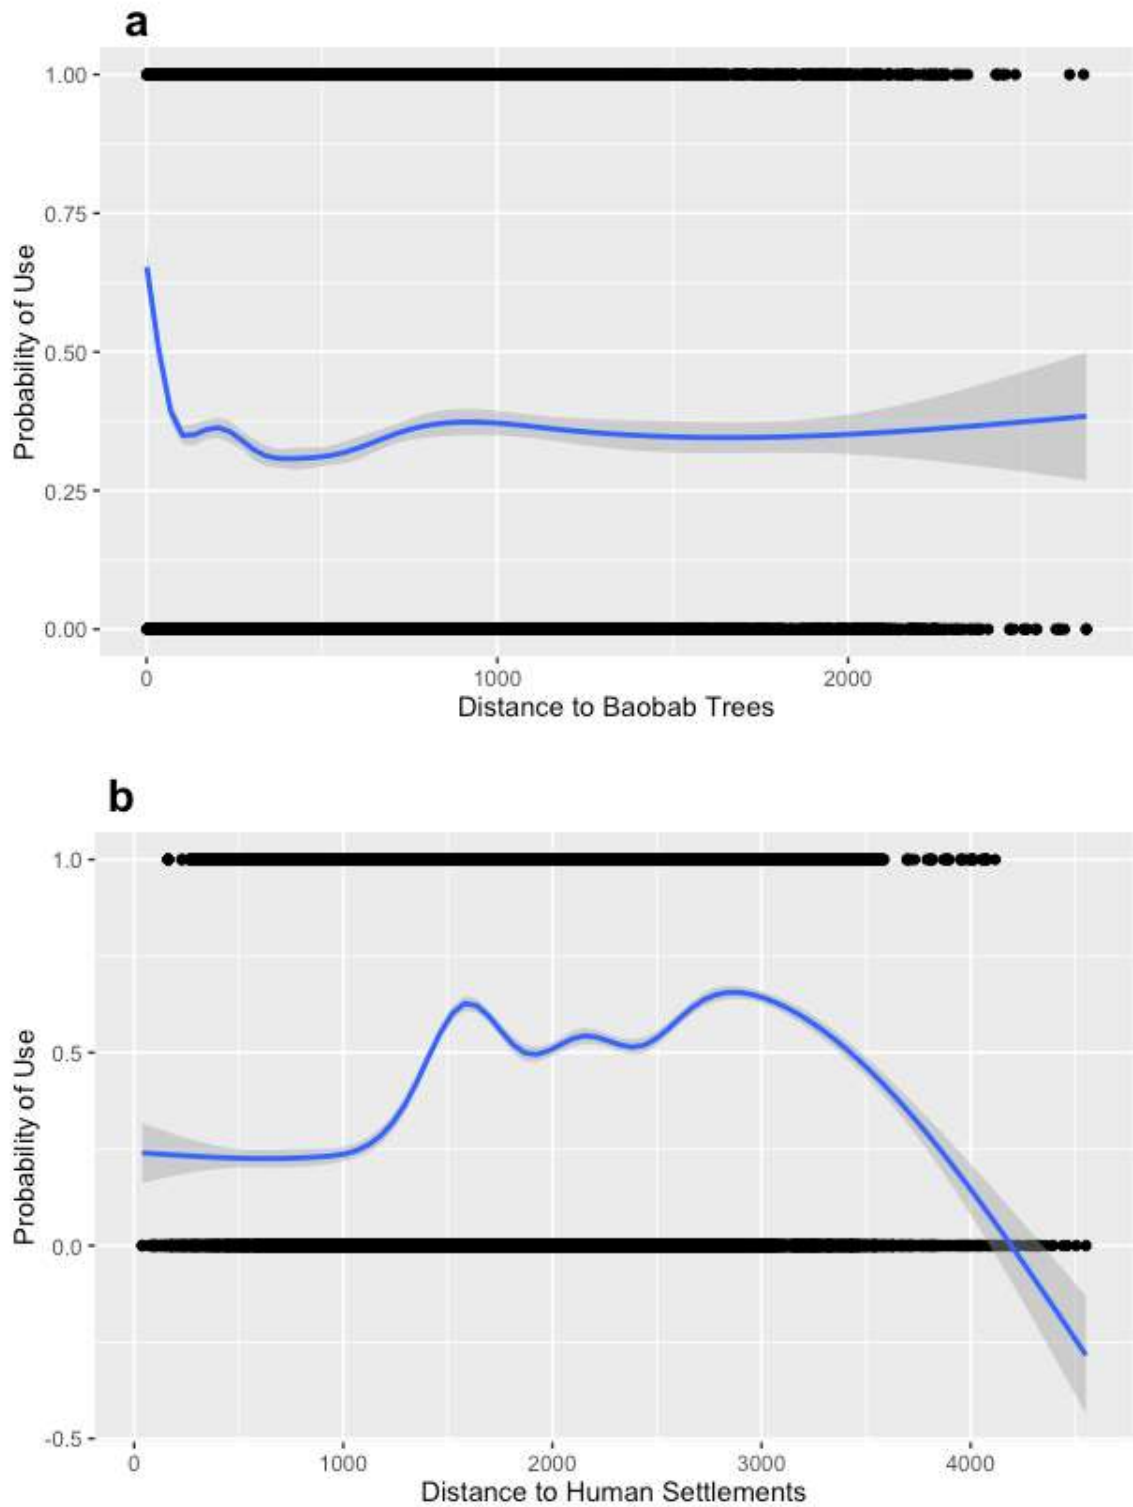 a
1.00
0.75
0.50
0.25
0.00
Probability of Use
0 1000 2000
Distance to Baobab Trees
b
1.0
0.5
0.0
-0.5
Probability of Use
0 1000 2000 3000 4000
Distance to Human Settlements